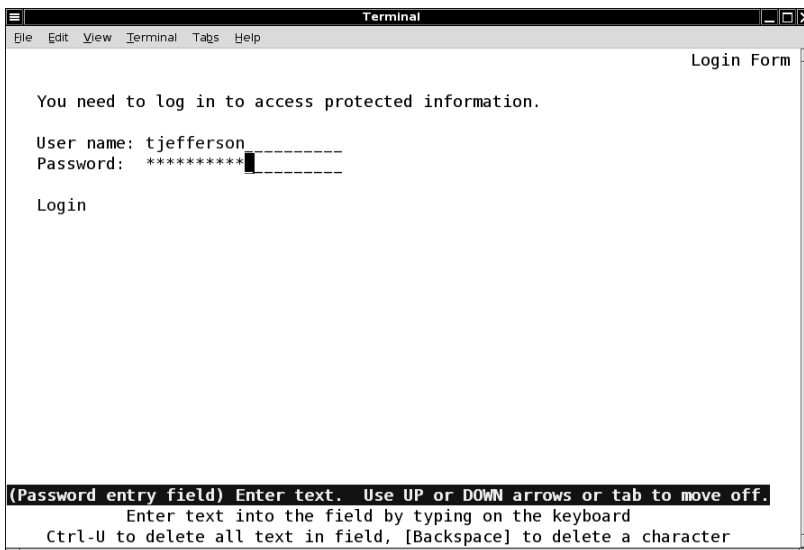 Terminal
File Edit View Terminal Tabs Help
Login Form
You need to log in to access protected information.
User name: tjefferson__________
Password: **********__________
Login
(Password entry field) Enter text. Use UP or DOWN arrows or tab to move off.
Enter text into the field by typing on the keyboard
Ctrl-U to delete all text in field, [Backspace] to delete a character